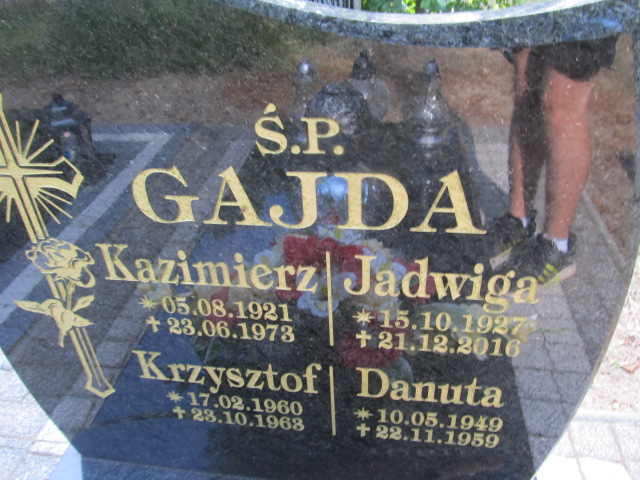 Ś.P.
GAJDA
Kazimierz
* 05.08.1921
✝ 23.06.1973
Jadwiga
* 15.10.1927
✝ 21.12.2016
Krzysztof
* 17.02.1960
✝ 23.10.1963
Danuta
* 10.05.1949
✝ 22.11.1959